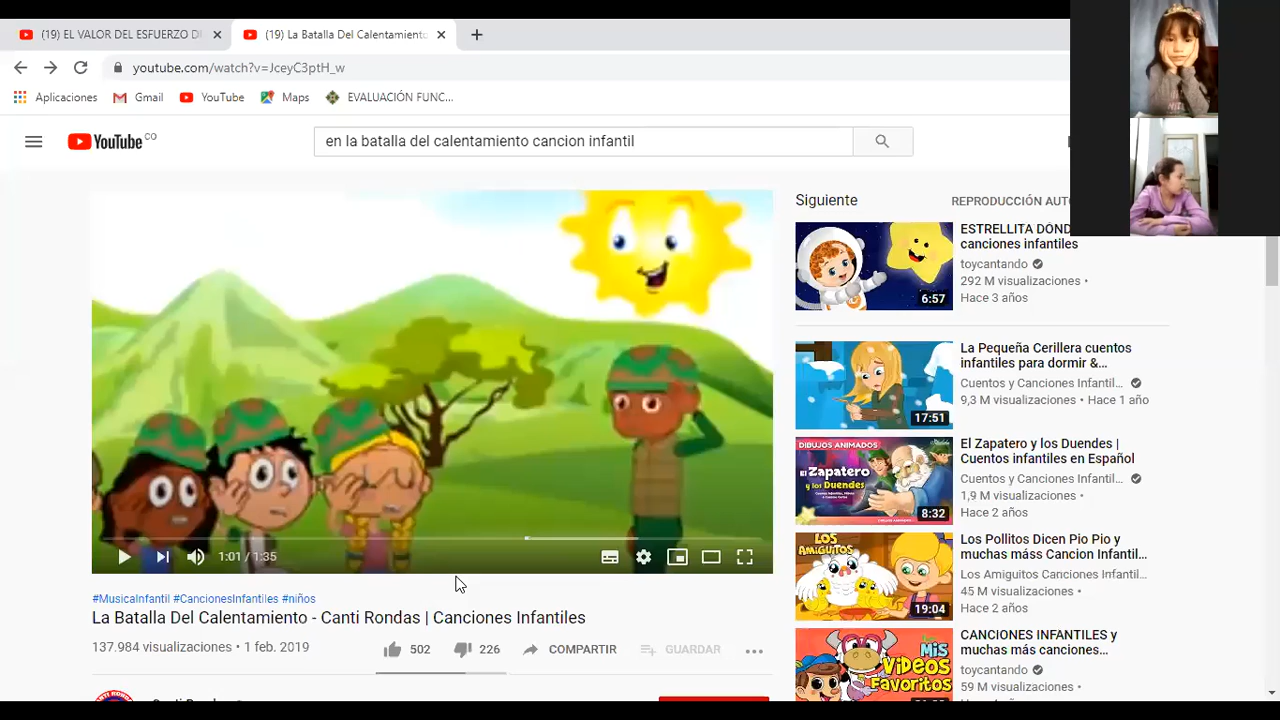 (19) EL VALOR DEL ESFUERZO DE
(19) La Batalla Del Calentamiento
youtube.com/watch?v=JceyC3ptH_w
Aplicaciones
Gmail
YouTube
Maps
EVALUACIÓN FUNC...
YouTube CO
en la batalla del calentamiento cancion infantil
Siguiente
REPRODUCCIÓN
ESTRELLITA DÓND
canciones infantiles
toycantando
292 M visualizaciones •
Hace 3 años
6:57
La Pequeña Cerillera cuentos
infantiles para dormir &...
Cuentos y Canciones Infantil...
9,3 M visualizaciones • Hace 1 año
17:51
DIBUJOS ANIMADOS
El Zapatero
y los Duendes
8:32
El Zapatero y los Duendes |
Cuentos infantiles en Español
Cuentos y Canciones Infantil...
1,9 M visualizaciones •
Hace 2 años
LOS
AMIGUITOS
19:04
Los Pollitos Dicen Pio Pio y
muchas máss Cancion Infantil...
Los Amiguitos Canciones Infantil...
45 M visualizaciones •
Hace 2 años
Mis
Videos
Favoritos
CANCIONES INFANTILES y
muchas más canciones...
toycantando
59 M visualizaciones •
1:01 / 1:35
#MusicaInfantil #CancionesInfantiles #niños
La Batalla Del Calentamiento - Canti Rondas | Canciones Infantiles
137.984 visualizaciones • 1 feb. 2019
502
226
COMPARTIR
GUARDAR